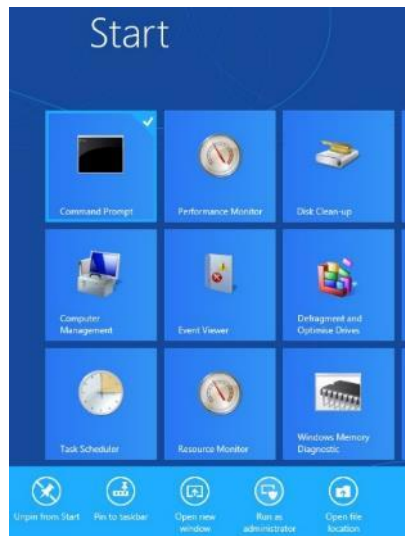 Start
Command Prompt
Performance Monitor
Disk Clean-up
Computer
Management
Event Viewer
Defragment and
Optimise Drives
Task Scheduler
Resource Monitor
Windows Memory
Diagnostic
Unpin from Start
Pin to taskbar
Open new
window
Run as
administrator
Open file
location